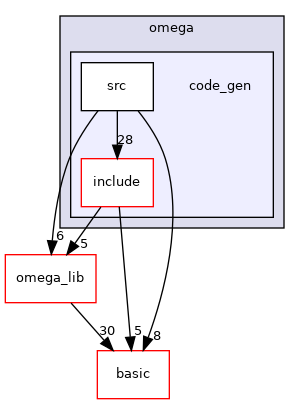 omega
src
code_gen
28
include
6
5
omega_lib
30
5
8
basic